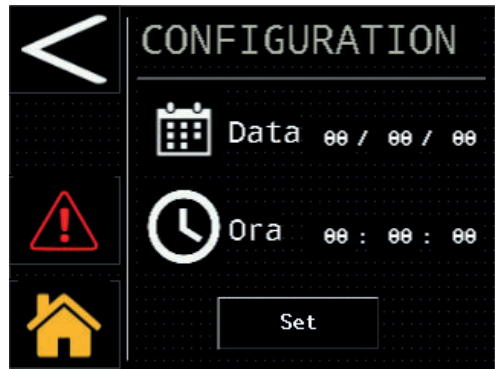 CONFIGURATION
Data 00 / 00 / 00
Ora 00 : 00 : 00
Set